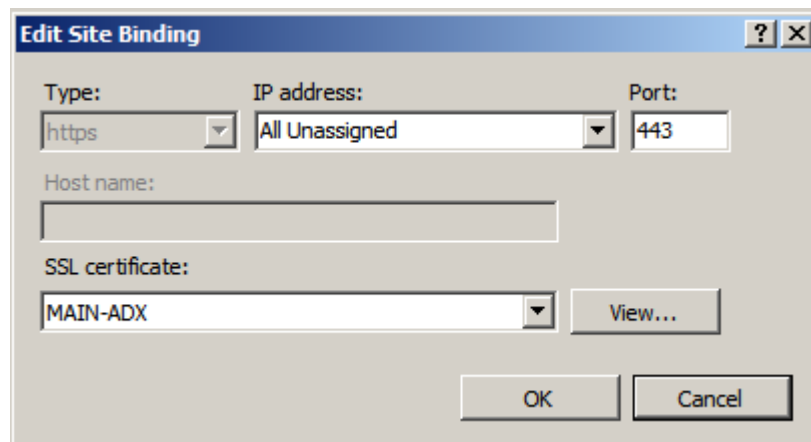 Edit Site Binding
Type: IP address: Port:
https All Unassigned 443
Host name:
SSL certificate:
MAIN-ADX View...
OK Cancel